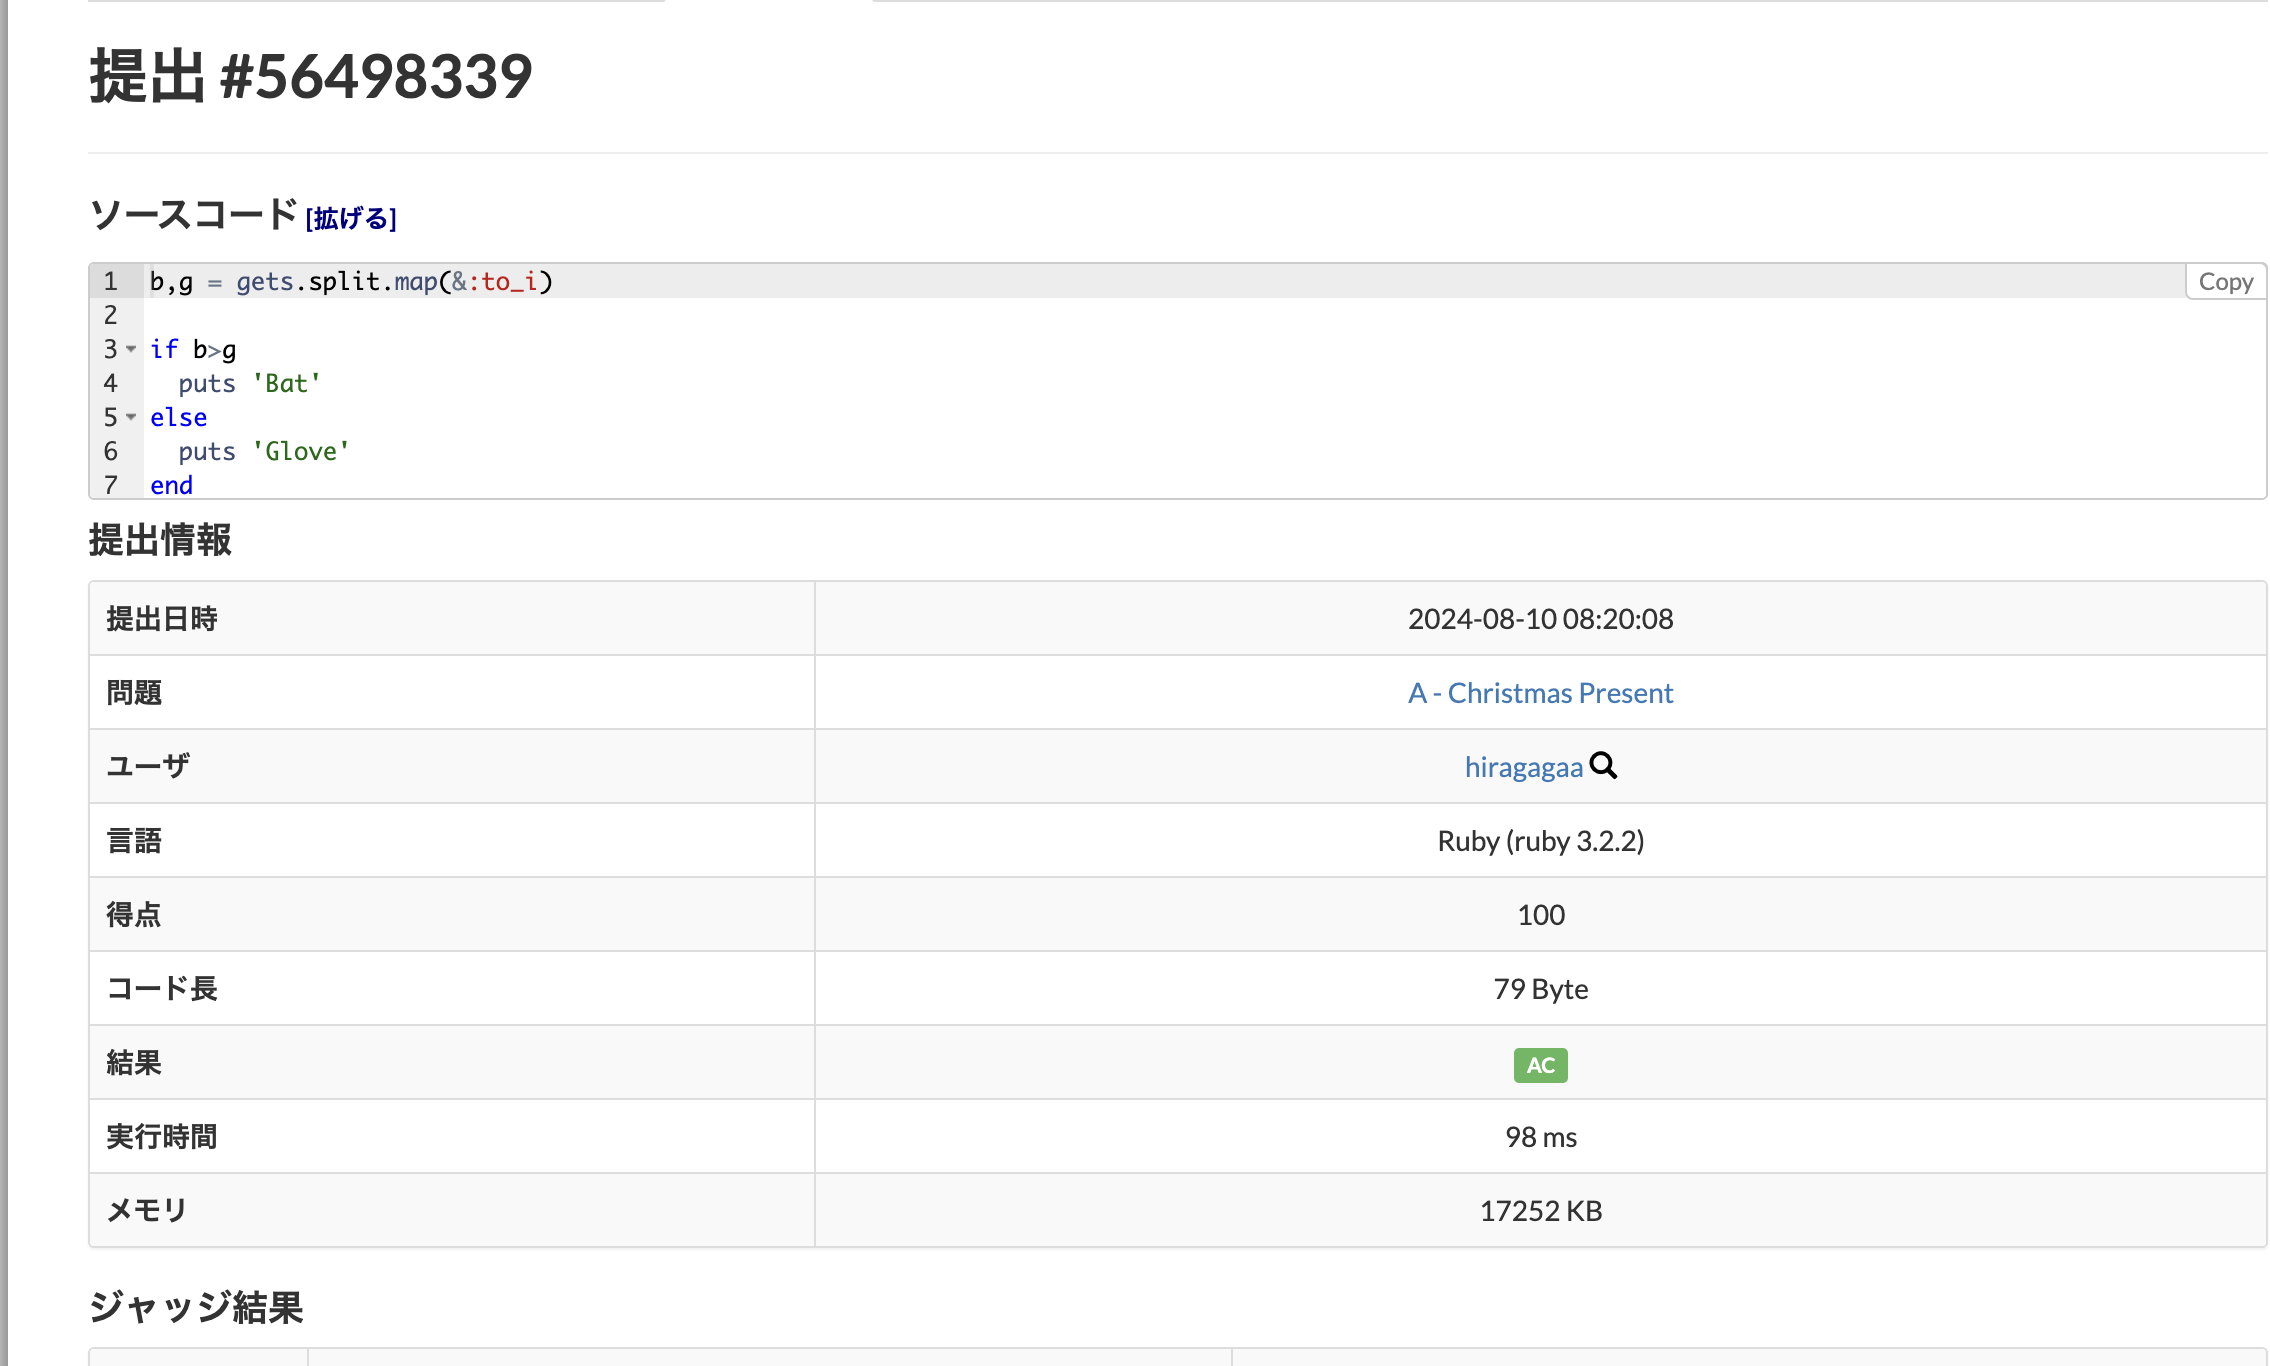 提出 #56498339
ソースコード [拡げる]
1 b,g = gets.split.map(&:to_i)
Copy
2
3 if b>g
4   puts 'Bat'
5 else
6   puts 'Glove'
7 end
提出情報
提出日時 2024-08-10 08:20:08
問題 A - Christmas Present
ユーザ hiragagaa
言語 Ruby (ruby 3.2.2)
得点 100
コード長 79 Byte
結果 AC
実行時間 98 ms
メモリ 17252 KB
ジャッジ結果